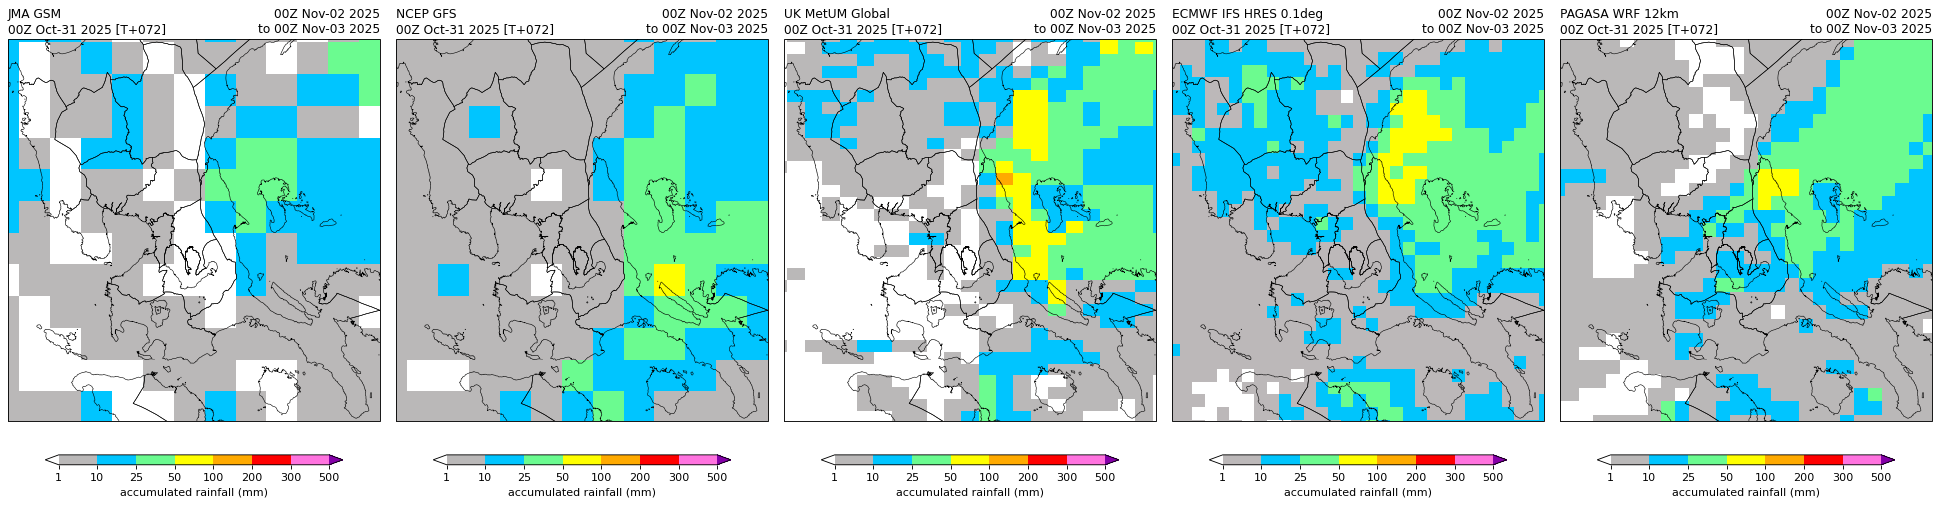 JMA GSM 00Z Nov-02 2025
00Z Oct-31 2025 [T+072] to 00Z Nov-03 2025
NCEP GFS 00Z Nov-02 2025
00Z Oct-31 2025 [T+072] to 00Z Nov-03 2025
UK MetUM Global 00Z Nov-02 2025
00Z Oct-31 2025 [T+072] to 00Z Nov-03 2025
ECMWF IFS HRES 0.1deg 00Z Nov-02 2025
00Z Oct-31 2025 [T+072] to 00Z Nov-03 2025
PAGASA WRF 12km 00Z Nov-02 2025
00Z Oct-31 2025 [T+072] to 00Z Nov-03 2025
1 10 25 50 100 200 300 500
accumulated rainfall (mm)
1 10 25 50 100 200 300 500
accumulated rainfall (mm)
1 10 25 50 100 200 300 500
accumulated rainfall (mm)
1 10 25 50 100 200 300 500
accumulated rainfall (mm)
1 10 25 50 100 200 300 500
accumulated rainfall (mm)